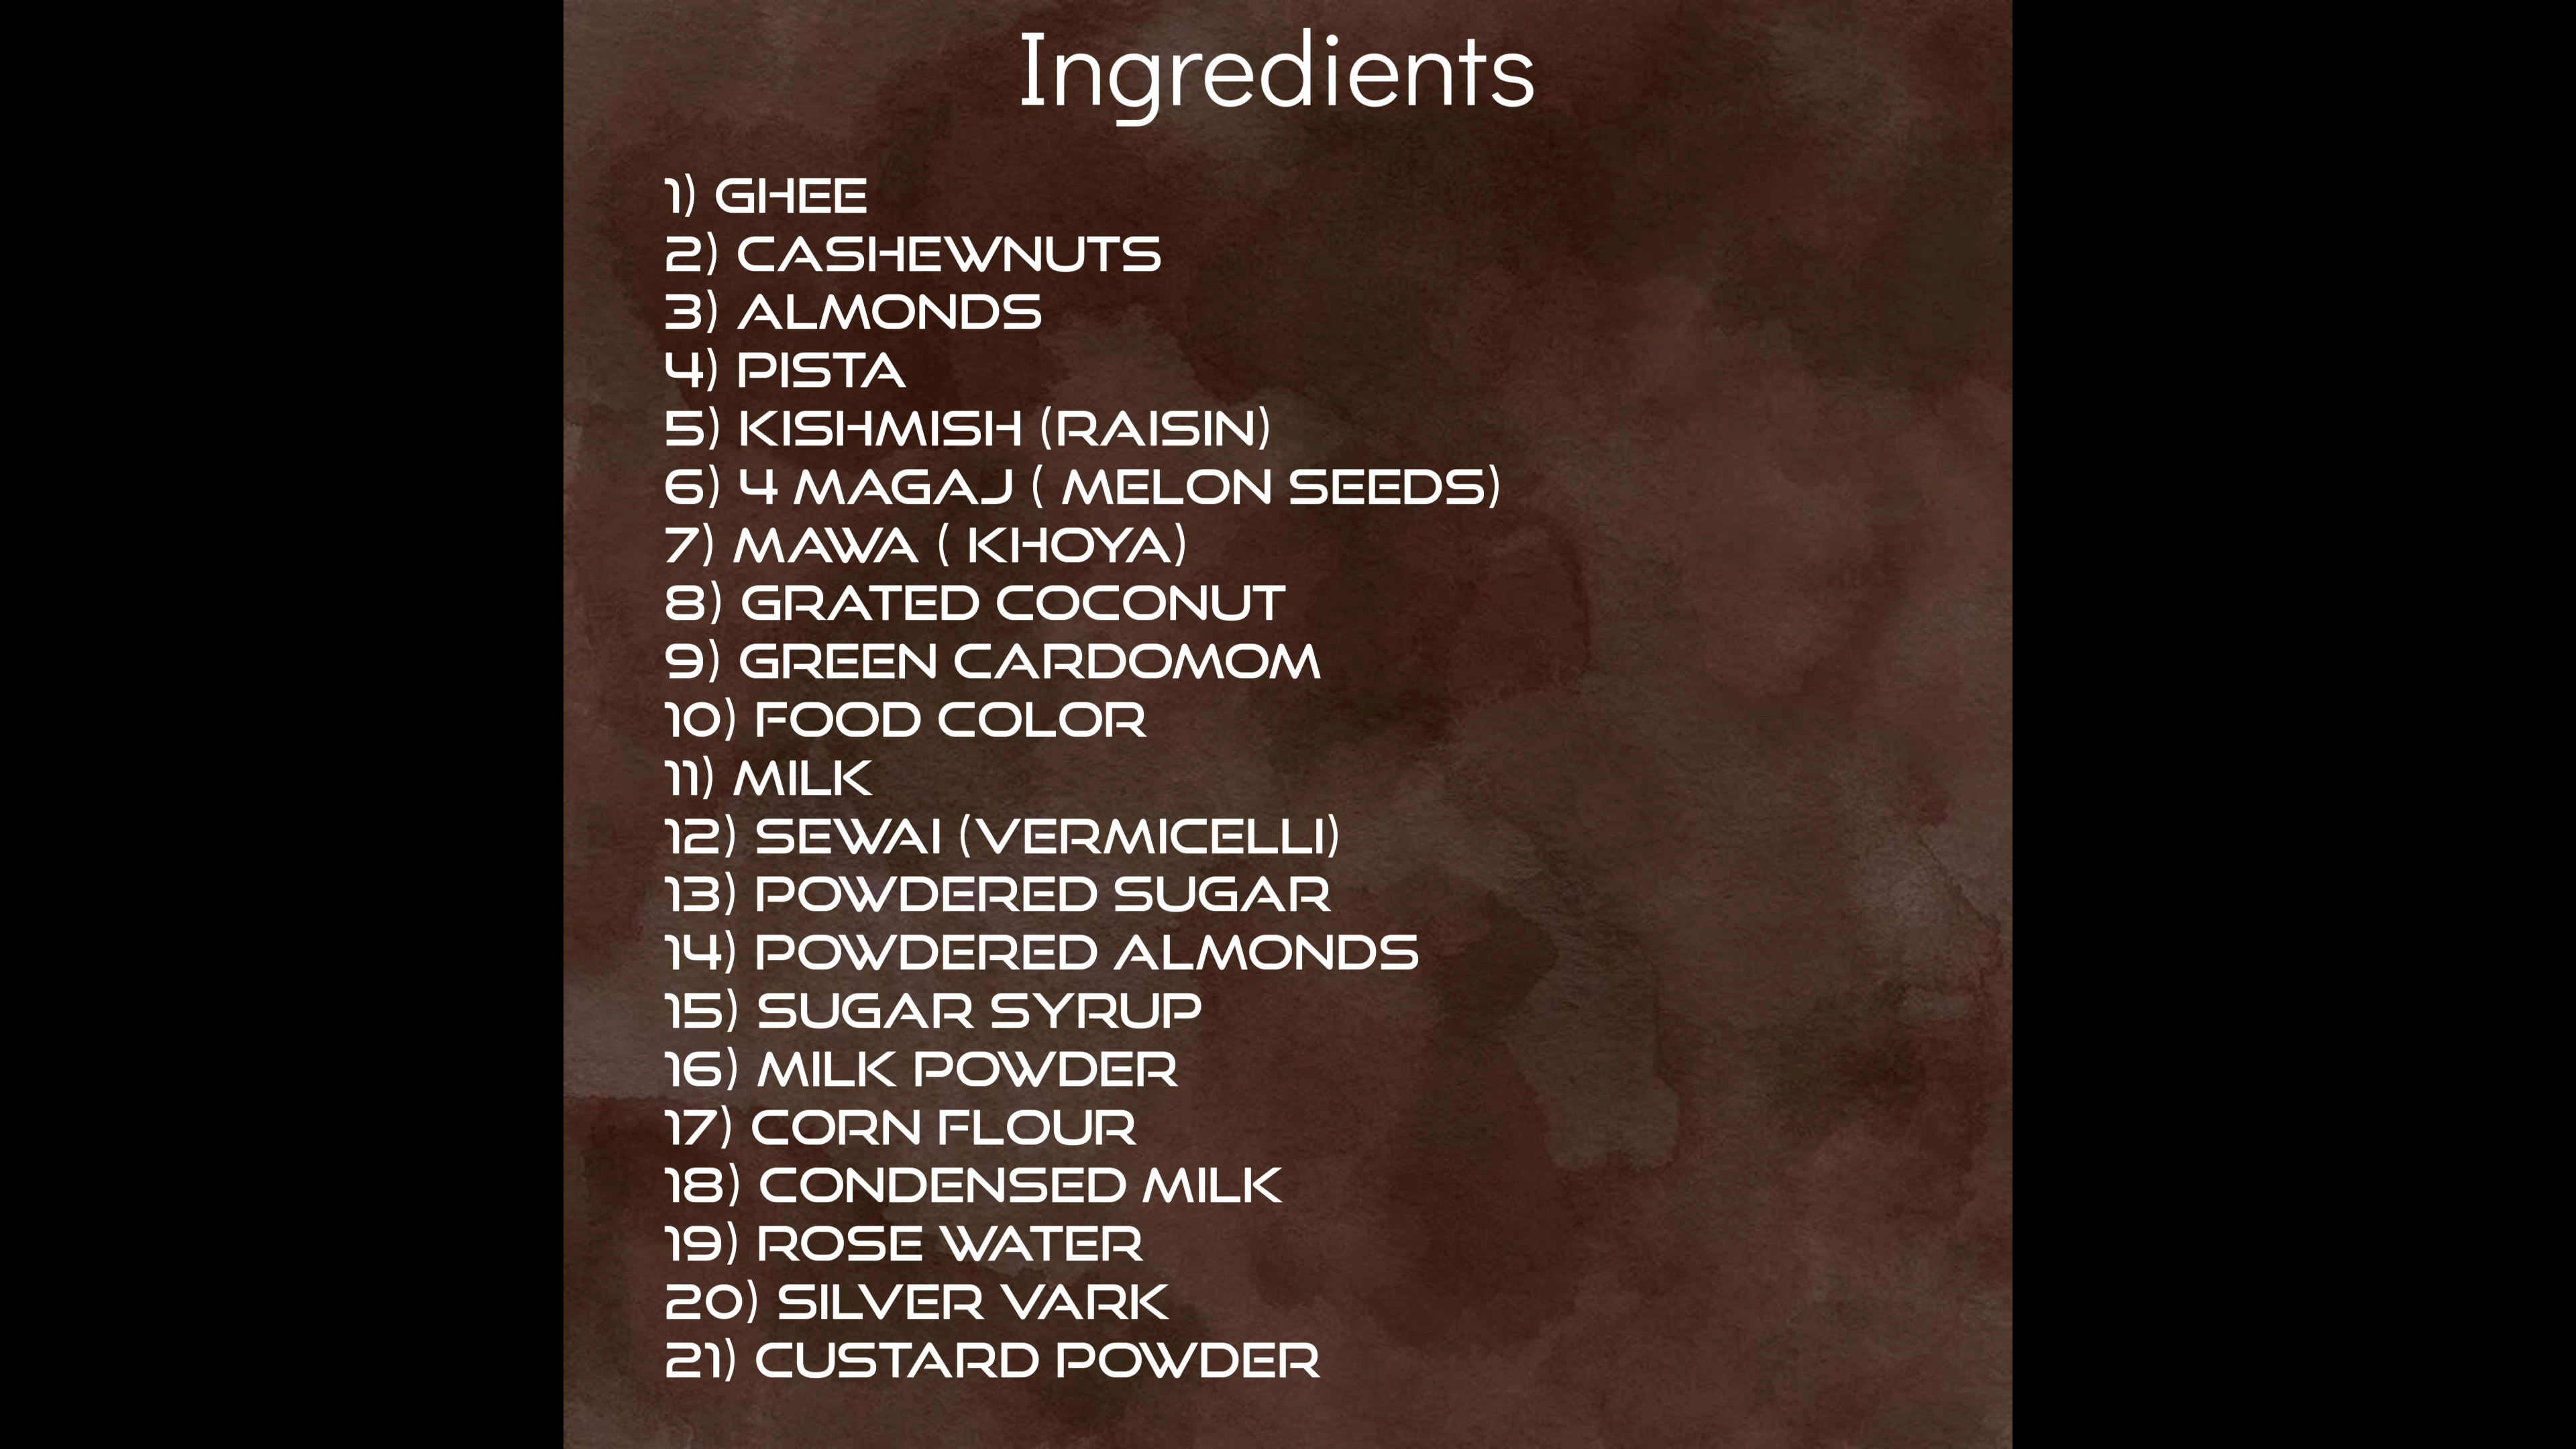 Ingredients
1) GHEE
2) CASHEWNUTS
3) ALMONDS
4) PISTA
5) KISHMISH (RAISIN)
6) 4 MAGAJ ( MELON SEEDS)
7) MAWA ( KHOYA)
8) GRATED COCONUT
9) GREEN CARDOMOM
10) FOOD COLOR
11) MILK
12) SEWAI (VERMICELLI)
13) POWDERED SUGAR
14) POWDERED ALMONDS
15) SUGAR SYRUP
16) MILK POWDER
17) CORN FLOUR
18) CONDENSED MILK
19) ROSE WATER
20) SILVER VARK
21) CUSTARD POWDER